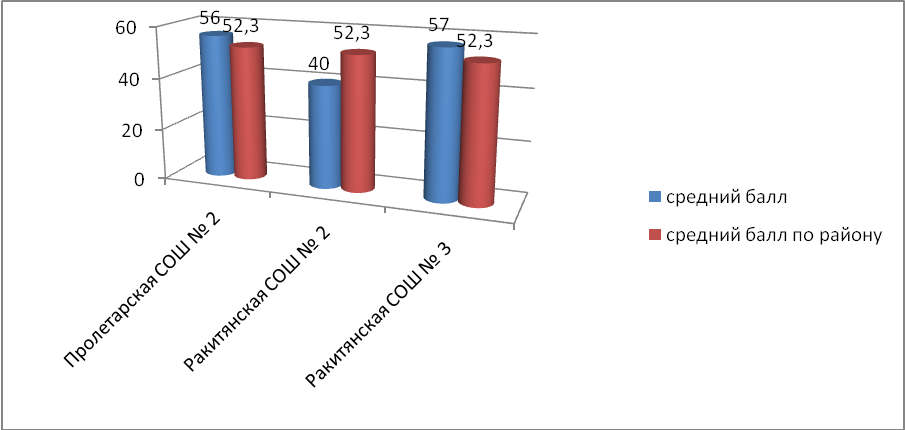 60
40
20
0
56
52,3
40
52,3
57
52,3
Пролетарская СОШ № 2
Ракитянская СОШ № 2
Ракитянская СОШ № 3
средний балл
средний балл по району